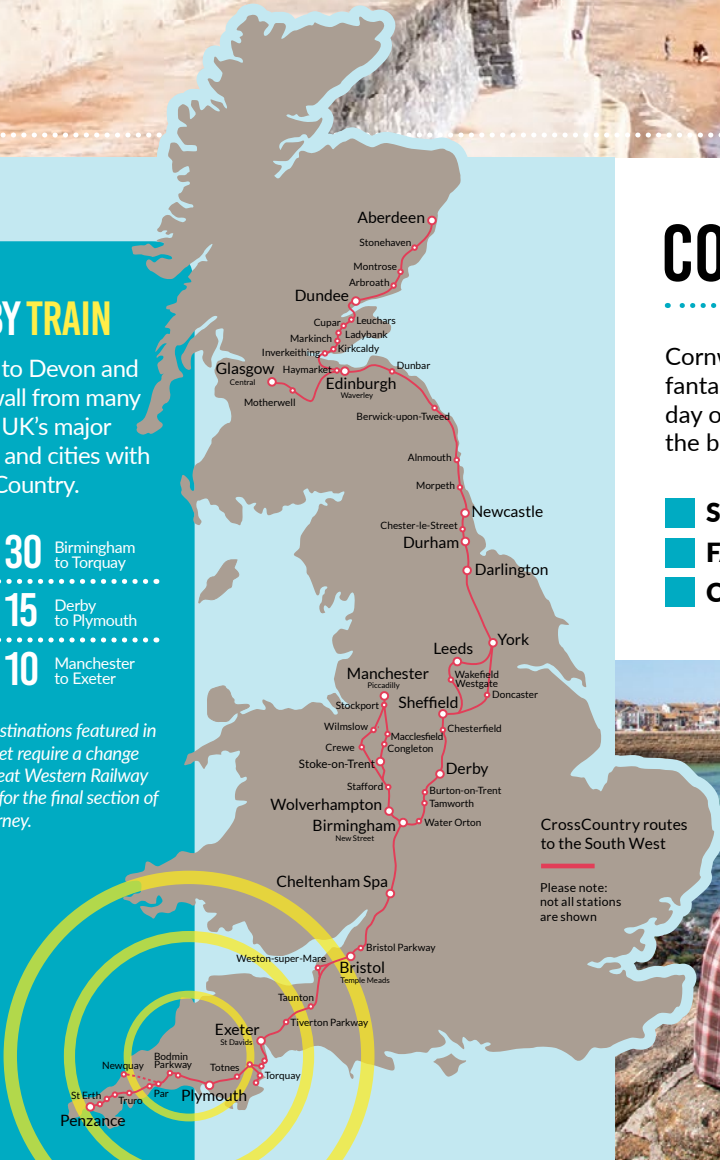 BY TRAIN
to Devon and
wall from many
UK's major
and cities with
Country.
30 Birmingham
to Torquay
15 Derby
to Plymouth
10 Manchester
to Exeter
stinations featured in
et require a change
eat Western Railway
for the final section of
rney.
Aberdeen
Stonehaven
Montrose
Arbroath
Dundee
Cupar
Leuchars
Ladybank
Markinch
Kirkcaldy
Inverkeithing
Glasgow
Central
Haymarket
Dunbar
Edinburgh
Waverley
Motherwell
Berwick-upon-Tweed
Alnmouth
Morpeth
Newcastle
Chester-le-Street
Durham
Darlington
York
Leeds
Wakefield
Westgate
Manchester
Piccadilly
Doncaster
Stockport
Sheffield
Wilmslow
Chesterfield
Macclesfield
Crewe
Congleton
Stoke-on-Trent
Derby
Stafford
Burton-on-Trent
Tamworth
Wolverhampton
Birmingham
New Street
Water Orton
Cheltenham Spa
Bristol Parkway
Weston-super-Mare
Bristol
Temple Meads
Taunton
Tiverton Parkway
Exeter
St Davids
Bodmin
Parkway
Newquay
Totnes
Torquay
St Erth
Truro
Par
Plymouth
Penzance
CrossCountry routes
to the South West
Please note:
not all stations
are shown
CO
Cornw
fanta
day o
the b
S
FA
C